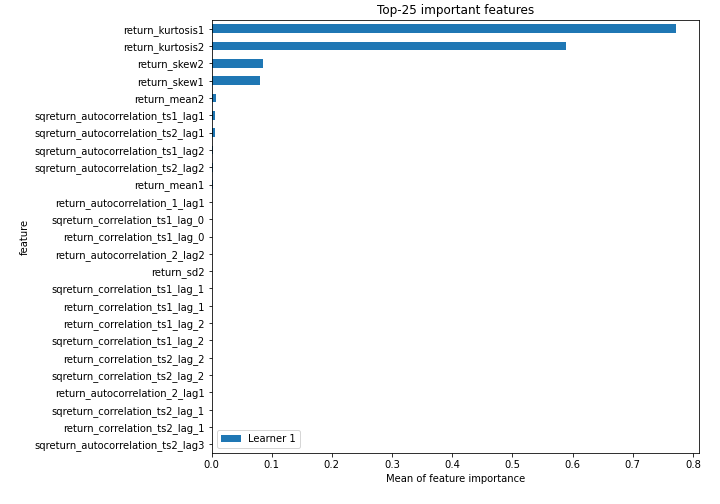 Top-25 important features
return_kurtosis1
return_kurtosis2
return_skew2
return_skew1
return_mean2
sqreturn_autocorrelation_ts1_lag1
sqreturn_autocorrelation_ts2_lag1
sqreturn_autocorrelation_ts1_lag2
sqreturn_autocorrelation_ts2_lag2
return_mean1
return_autocorrelation_1_lag1
sqreturn_correlation_ts1_lag_0
return_correlation_ts1_lag_0
return_autocorrelation_2_lag2
return_sd2
sqreturn_correlation_ts1_lag_1
return_correlation_ts1_lag_1
return_correlation_ts1_lag_2
sqreturn_correlation_ts1_lag_2
return_correlation_ts2_lag_2
sqreturn_correlation_ts2_lag_2
return_autocorrelation_2_lag1
sqreturn_correlation_ts2_lag_1
return_correlation_ts2_lag_1
sqreturn_autocorrelation_ts2_lag3
feature
Learner 1
0.0 0.1 0.2 0.3 0.4 0.5 0.6 0.7 0.8
Mean of feature importance